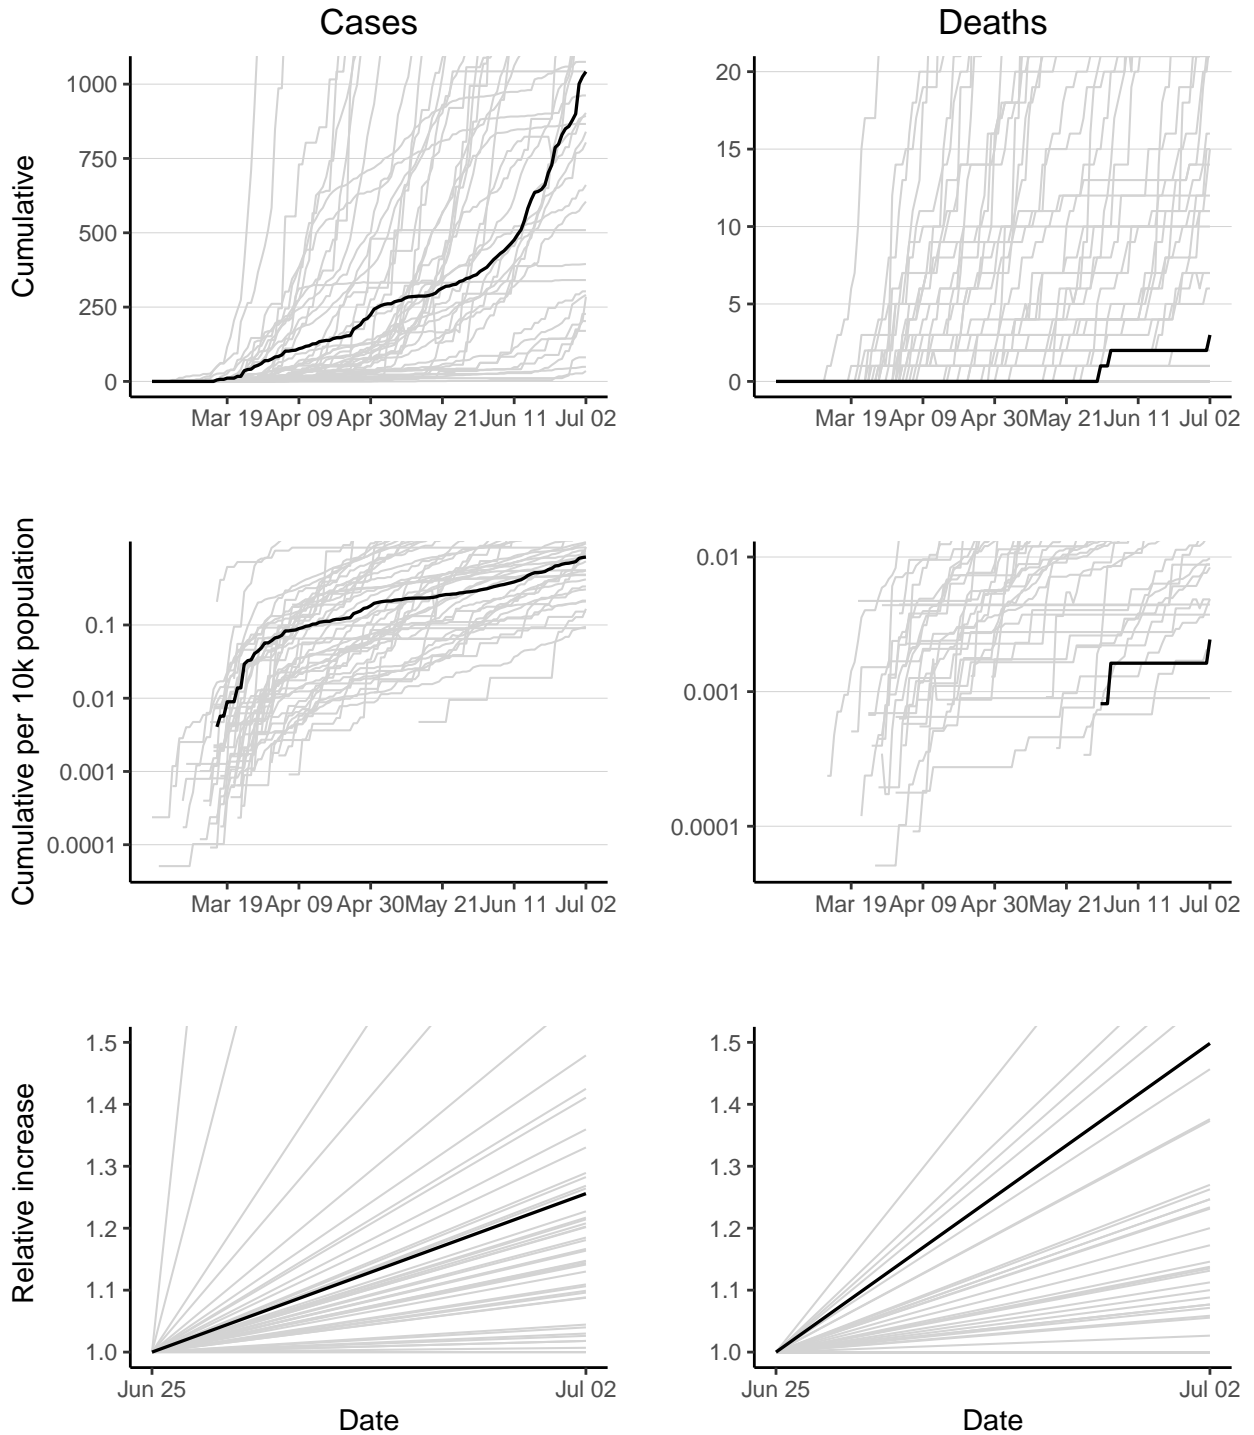 Cases
Deaths
Cumulative
1000
750
500
250
0
Mar 19 Apr 09 Apr 30 May 21 Jun 11 Jul 02
20
15
10
5
0
Mar 19 Apr 09 Apr 30 May 21 Jun 11 Jul 02
Cumulative per 10k population
0.1
0.01
0.001
0.0001
Mar 19 Apr 09 Apr 30 May 21 Jun 11 Jul 02
0.01
0.001
0.0001
Mar 19 Apr 09 Apr 30 May 21 Jun 11 Jul 02
Relative increase
1.5
1.4
1.3
1.2
1.1
1.0
Jun 25 Jul 02
Date
1.5
1.4
1.3
1.2
1.1
1.0
Jun 25 Jul 02
Date